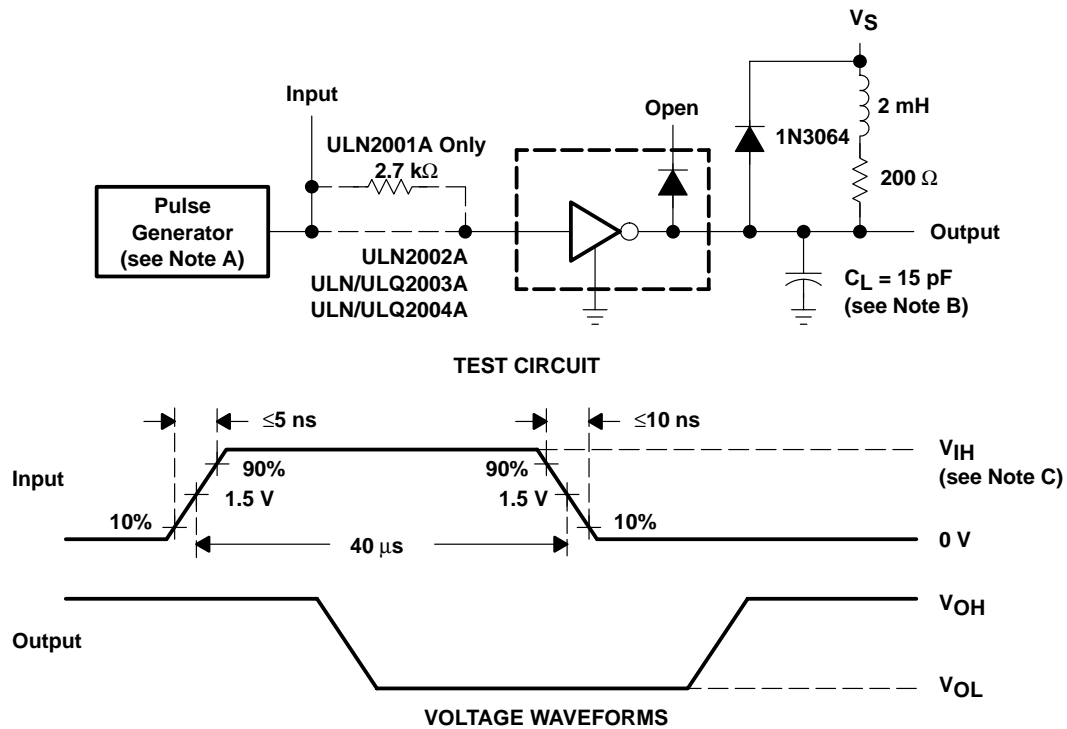 VS
Input
Open
2 mH
1N3064
ULN2001A Only
2.7 kΩ
200 Ω
Pulse
Generator
(see Note A)
Output
ULN2002A
ULN/ULQ2003A
ULN/ULQ2004A
CL = 15 pF
(see Note B)
TEST CIRCUIT
≤5 ns
≤10 ns
VIH
(see Note C)
Input
90%
90%
1.5 V
1.5 V
10%
10%
40 μs
0 V
VOH
Output
VOL
VOLTAGE WAVEFORMS